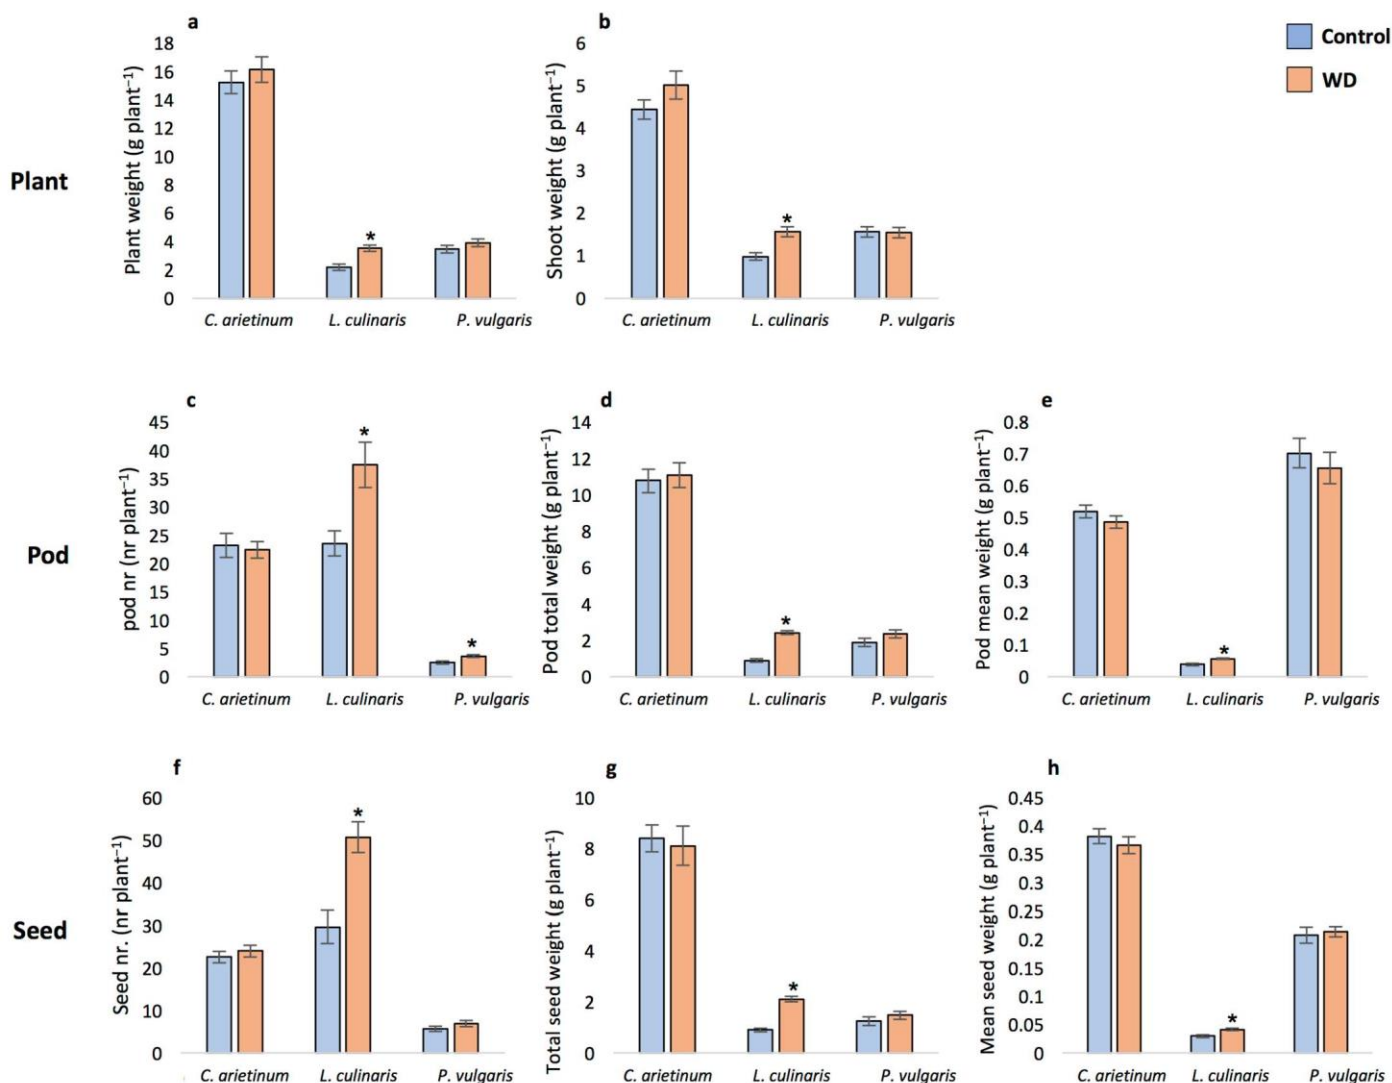 a
b
Control
WD
Plant
Plant weight (g plant⁻¹)
18
16
14
12
10
8
6
4
2
0
*
C. arietinum
L. culinaris
P. vulgaris
Shoot weight (g plant⁻¹)
6
5
4
3
2
1
0
*
C. arietinum
L. culinaris
P. vulgaris
Pod
c
pod nr (nr plant⁻¹)
45
40
35
30
25
20
15
10
5
0
*
*
C. arietinum
L. culinaris
P. vulgaris
d
Pod total weight (g plant⁻¹)
14
12
10
8
6
4
2
0
*
C. arietinum
L. culinaris
P. vulgaris
e
Pod mean weight (g plant⁻¹)
0.8
0.7
0.6
0.5
0.4
0.3
0.2
0.1
0
*
C. arietinum
L. culinaris
P. vulgaris
Seed
f
Seed nr. (nr plant⁻¹)
60
50
40
30
20
10
0
*
C. arietinum
L. culinaris
P. vulgaris
g
Total seed weight (g plant⁻¹)
10
8
6
4
2
0
*
C. arietinum
L. culinaris
P. vulgaris
h
Mean seed weight (g plant⁻¹)
0.45
0.4
0.35
0.3
0.25
0.2
0.15
0.1
0.05
0
*
C. arietinum
L. culinaris
P. vulgaris